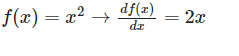 f(x) = x² → df(x)/dx = 2x